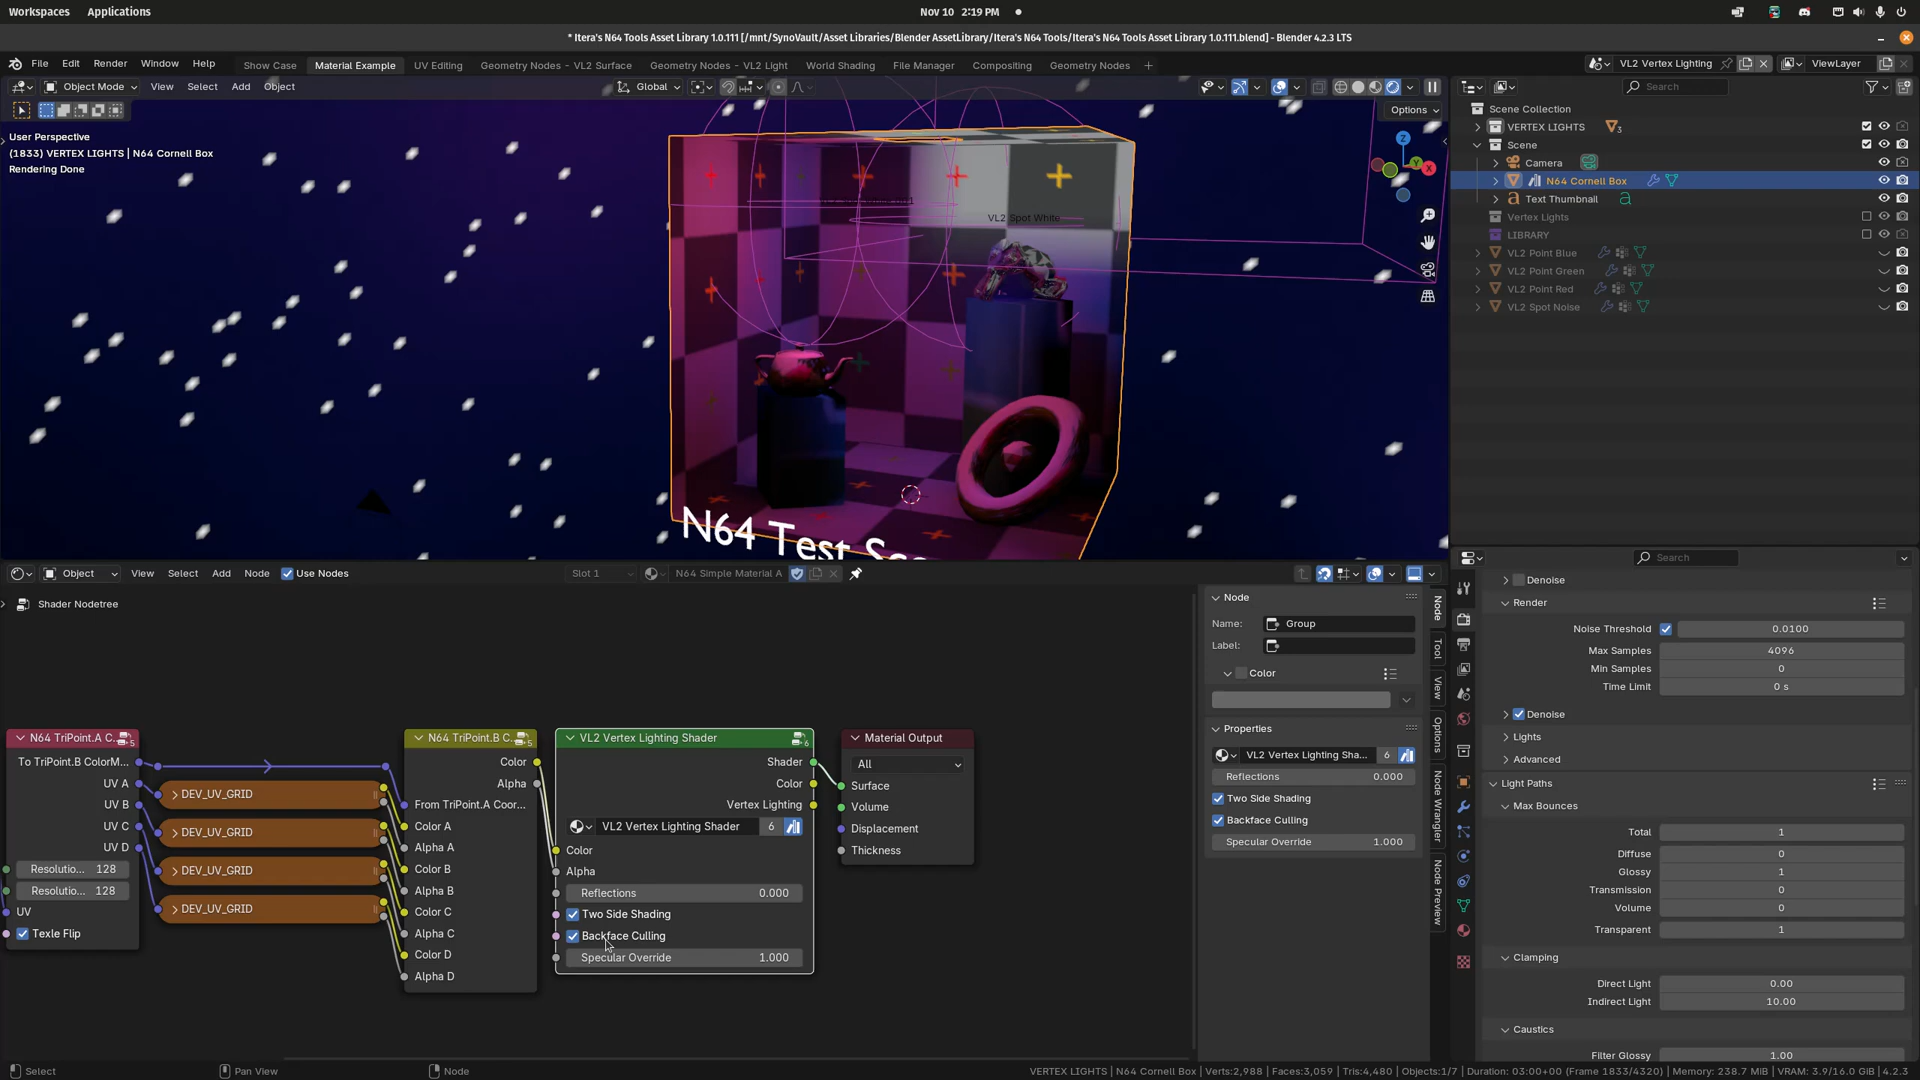 Workspaces Applications Nov 10 2:19 PM
* Itera's N64 Tools Asset Library 1.0.111 [/mnt/SynoVault/Asset Libraries/Blender AssetLibrary/Itera's N64 Tools/Itera's N64 Tools Asset Library 1.0.111.blend] - Blender 4.2.3 LTS
File Edit Render Window Help Show Case Material Example UV Editing Geometry Nodes - VL2 Surface Geometry Nodes - VL2 Light World Shading File Manager Compositing Geometry Nodes + VL2 Vertex Lighting ViewLayer
Object Mode View Select Add Object Global
Options
Search
User Perspective
(1833) VERTEX LIGHTS | N64 Cornell Box
Rendering Done
Z
Y
X
VL2 Spot White
N64 Test Sc
Scene Collection
VERTEX LIGHTS 3
Scene
Camera
N64 Cornell Box
Text Thumbnail
Vertex Lights
LIBRARY
VL2 Point Blue
VL2 Point Green
VL2 Point Red
VL2 Spot Noise
Object View Select Add Node Use Nodes Slot 1 N64 Simple Material A
Shader Nodetree
N64 TriPoint.A C... 5
To TriPoint.B ColorM...
UV A
UV B
UV C
UV D
Resolutio... 128
Resolutio... 128
UV
Texle Flip
DEV_UV_GRID
DEV_UV_GRID
DEV_UV_GRID
DEV_UV_GRID
N64 TriPoint.B C... 5
Color
Alpha
From TriPoint.A Coor...
Color A
Alpha A
Color B
Alpha B
Color C
Alpha C
Color D
Alpha D
VL2 Vertex Lighting Shader 6
Shader
Color
Vertex Lighting
VL2 Vertex Lighting Shader 6
Color
Alpha
Reflections 0.000
Two Side Shading
Backface Culling
Specular Override 1.000
Material Output
All
Surface
Volume
Displacement
Thickness
Node
Name: Group
Label:
Color
Properties
VL2 Vertex Lighting Sha... 6
Reflections 0.000
Two Side Shading
Backface Culling
Specular Override 1.000
Node
Tool
View
Options
Node Wrangler
Node Preview
Search
Denoise
Render
Noise Threshold 0.0100
Max Samples 4096
Min Samples 0
Time Limit 0 s
Denoise
Lights
Advanced
Light Paths
Max Bounces
Total 1
Diffuse 0
Glossy 1
Transmission 0
Volume 0
Transparent 1
Clamping
Direct Light 0.00
Indirect Light 10.00
Caustics
Filter Glossy 1.00
Select Pan View Node VERTEX LIGHTS | N64 Cornell Box | Verts:2,988 | Faces:3,059 | Tris:4,480 | Objects:1/7 | Duration: 03:00+00 (Frame 1833/4320) | Memory: 238.7 MiB | VRAM: 3.9/16.0 GiB | 4.2.3